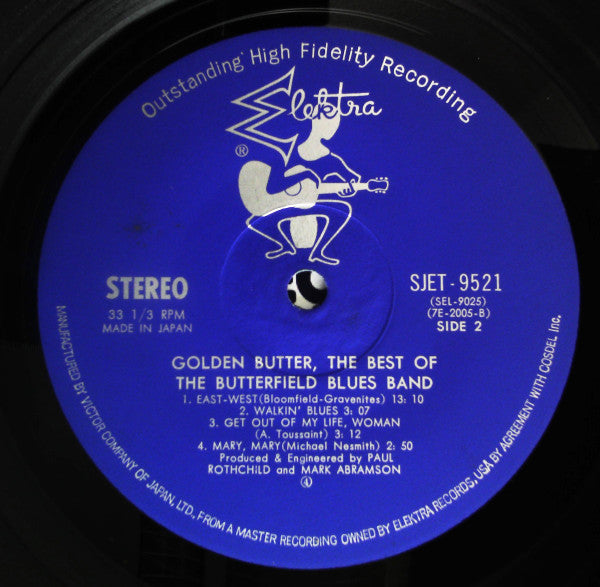 Outstanding High Fidelity Recording
Elektra
®
STEREO
33 1/3 RPM
MADE IN JAPAN
SJET-9521
(SEL-9025)
(7E-2005-B)
SIDE 2
GOLDEN BUTTER, THE BEST OF
THE BUTTERFIELD BLUES BAND
1. EAST-WEST(Bloomfield-Gravenites) 13: 10
2. WALKIN' BLUES 3: 07
3. GET OUT OF MY LIFE, WOMAN
(A. Toussaint) 3: 12
4. MARY, MARY(Michael Nesmith) 2: 50
Produced & Engineered by PAUL
ROTHCHILD and MARK ABRAMSON
④
MANUFACTURED BY VICTOR COMPANY OF JAPAN, LTD., FROM A MASTER RECORDING OWNED BY ELEKTRA RECORDS, USA BY AGREEMENT WITH COSDEL Inc.